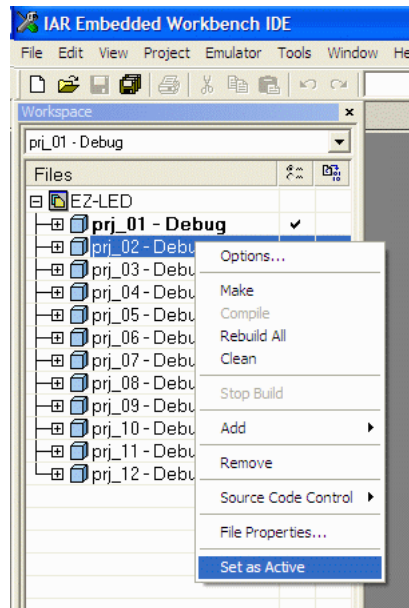 IAR Embedded Workbench IDE
File Edit View Project Emulator Tools Window He
Workspace
prj_01 - Debug
Files
EZ-LED
prj_01 - Debug
prj_02 - Debu
prj_03 - Debu
prj_04 - Debu
prj_05 - Debu
prj_06 - Debu
prj_07 - Debu
prj_08 - Debu
prj_09 - Debu
prj_10 - Debu
prj_11 - Debu
prj_12 - Debu
Options...
Make
Compile
Rebuild All
Clean
Stop Build
Add
Remove
Source Code Control
File Properties...
Set as Active